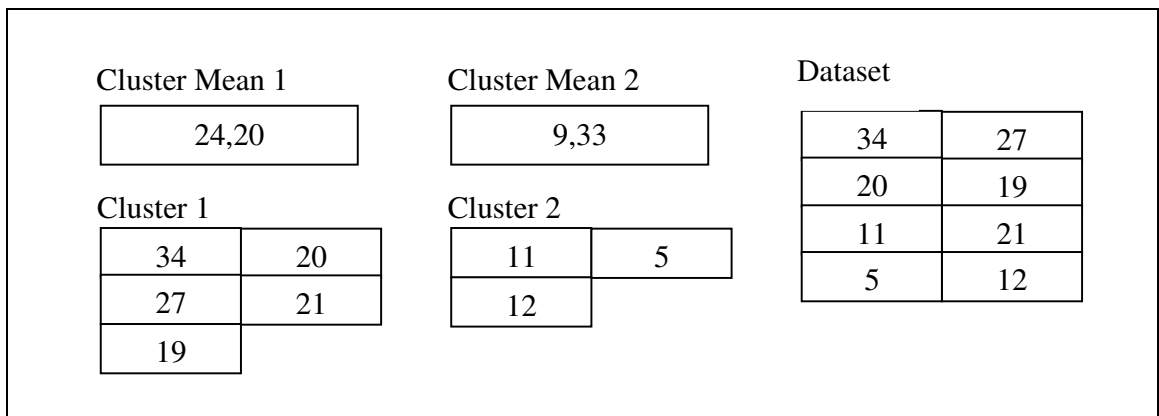 Cluster Mean 1
24,20
Cluster 1
34 20
27 21
19
Cluster Mean 2
9,33
Cluster 2
11 5
12
Dataset
34 27
20 19
11 21
5 12